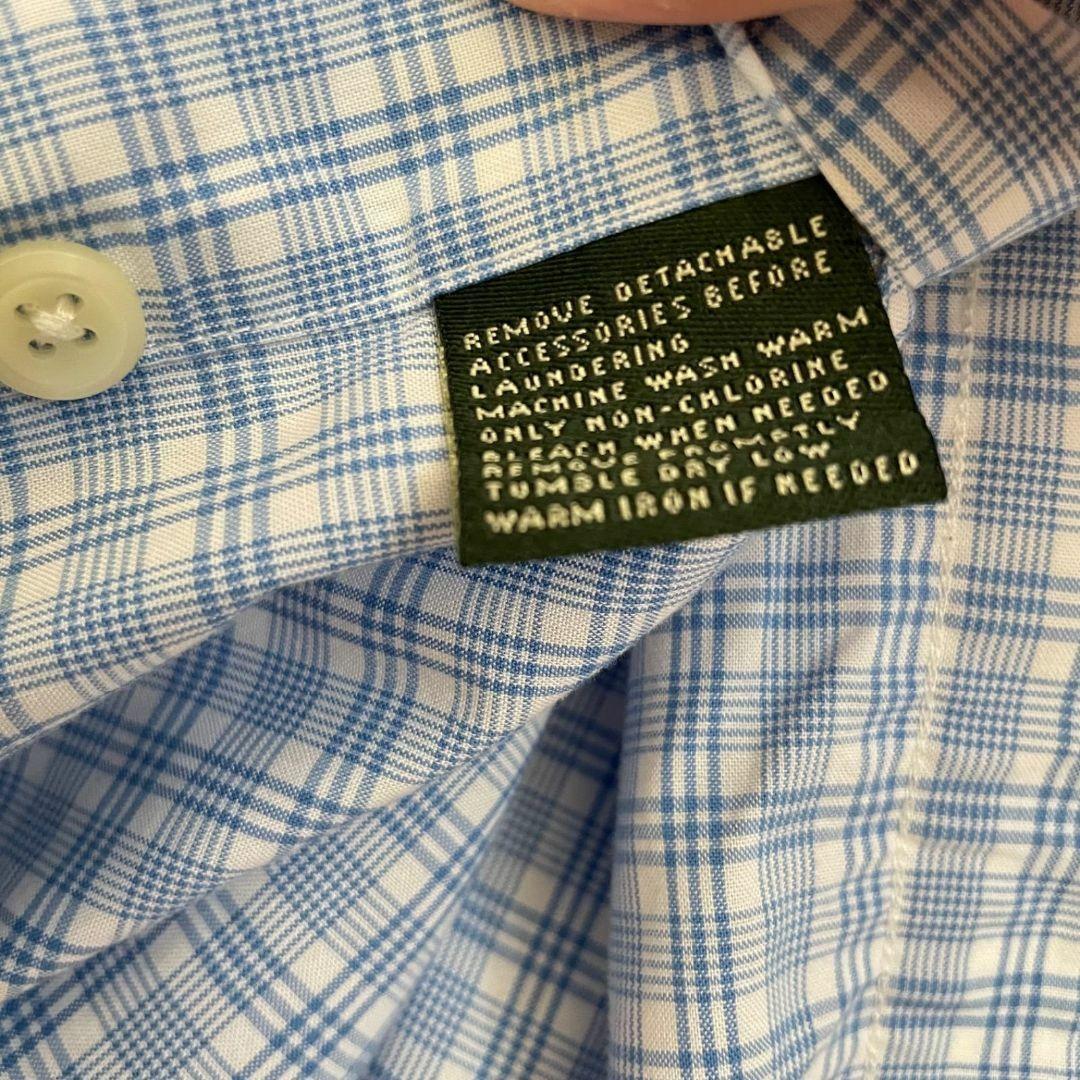 REMOVE DETACHABLE
ACCESSORIES BEFORE
LAUNDERING
MACHINE WASH WARM
ONLY NON-CHLORINE
BLEACH WHEN NEEDED
REMOVE PROMATLY
TUMBLE DRY LOW
WARM IRON IF NEEDED